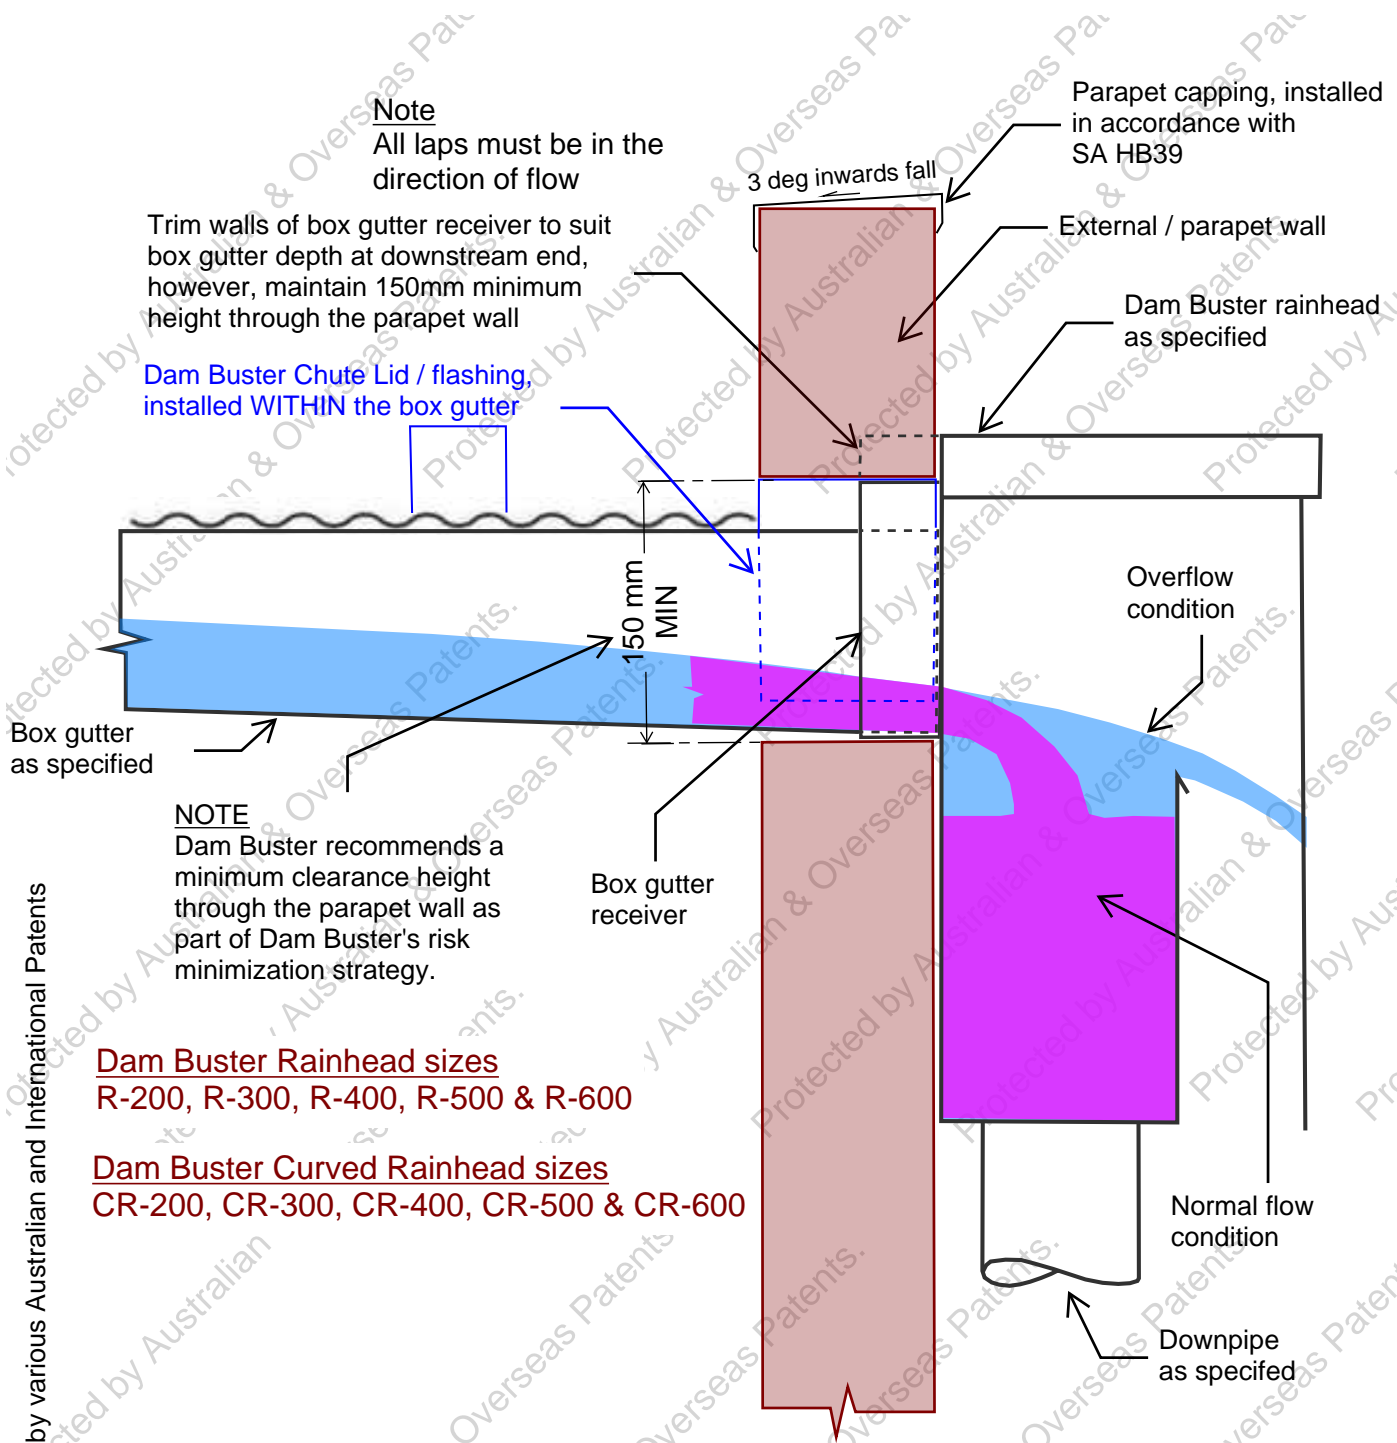 Note
All laps must be in the
direction of flow
Parapet capping, installed
in accordance with
SA HB39
3 deg inwards fall
Trim walls of box gutter receiver to suit
box gutter depth at downstream end,
however, maintain 150mm minimum
height through the parapet wall
External / parapet wall
Dam Buster rainhead
as specified
Dam Buster Chute Lid / flashing,
installed WITHIN the box gutter
150 mm
MIN
Overflow
condition
Box gutter
as specified
NOTE
Dam Buster recommends a
minimum clearance height
through the parapet wall as
part of Dam Buster's risk
minimization strategy.
Box gutter
receiver
Dam Buster Rainhead sizes
R-200, R-300, R-400, R-500 & R-600
Dam Buster Curved Rainhead sizes
CR-200, CR-300, CR-400, CR-500 & CR-600
Normal flow
condition
Downpipe
as specifed
by various Australian and International Patents
Protected by Australian & Overseas Patents.